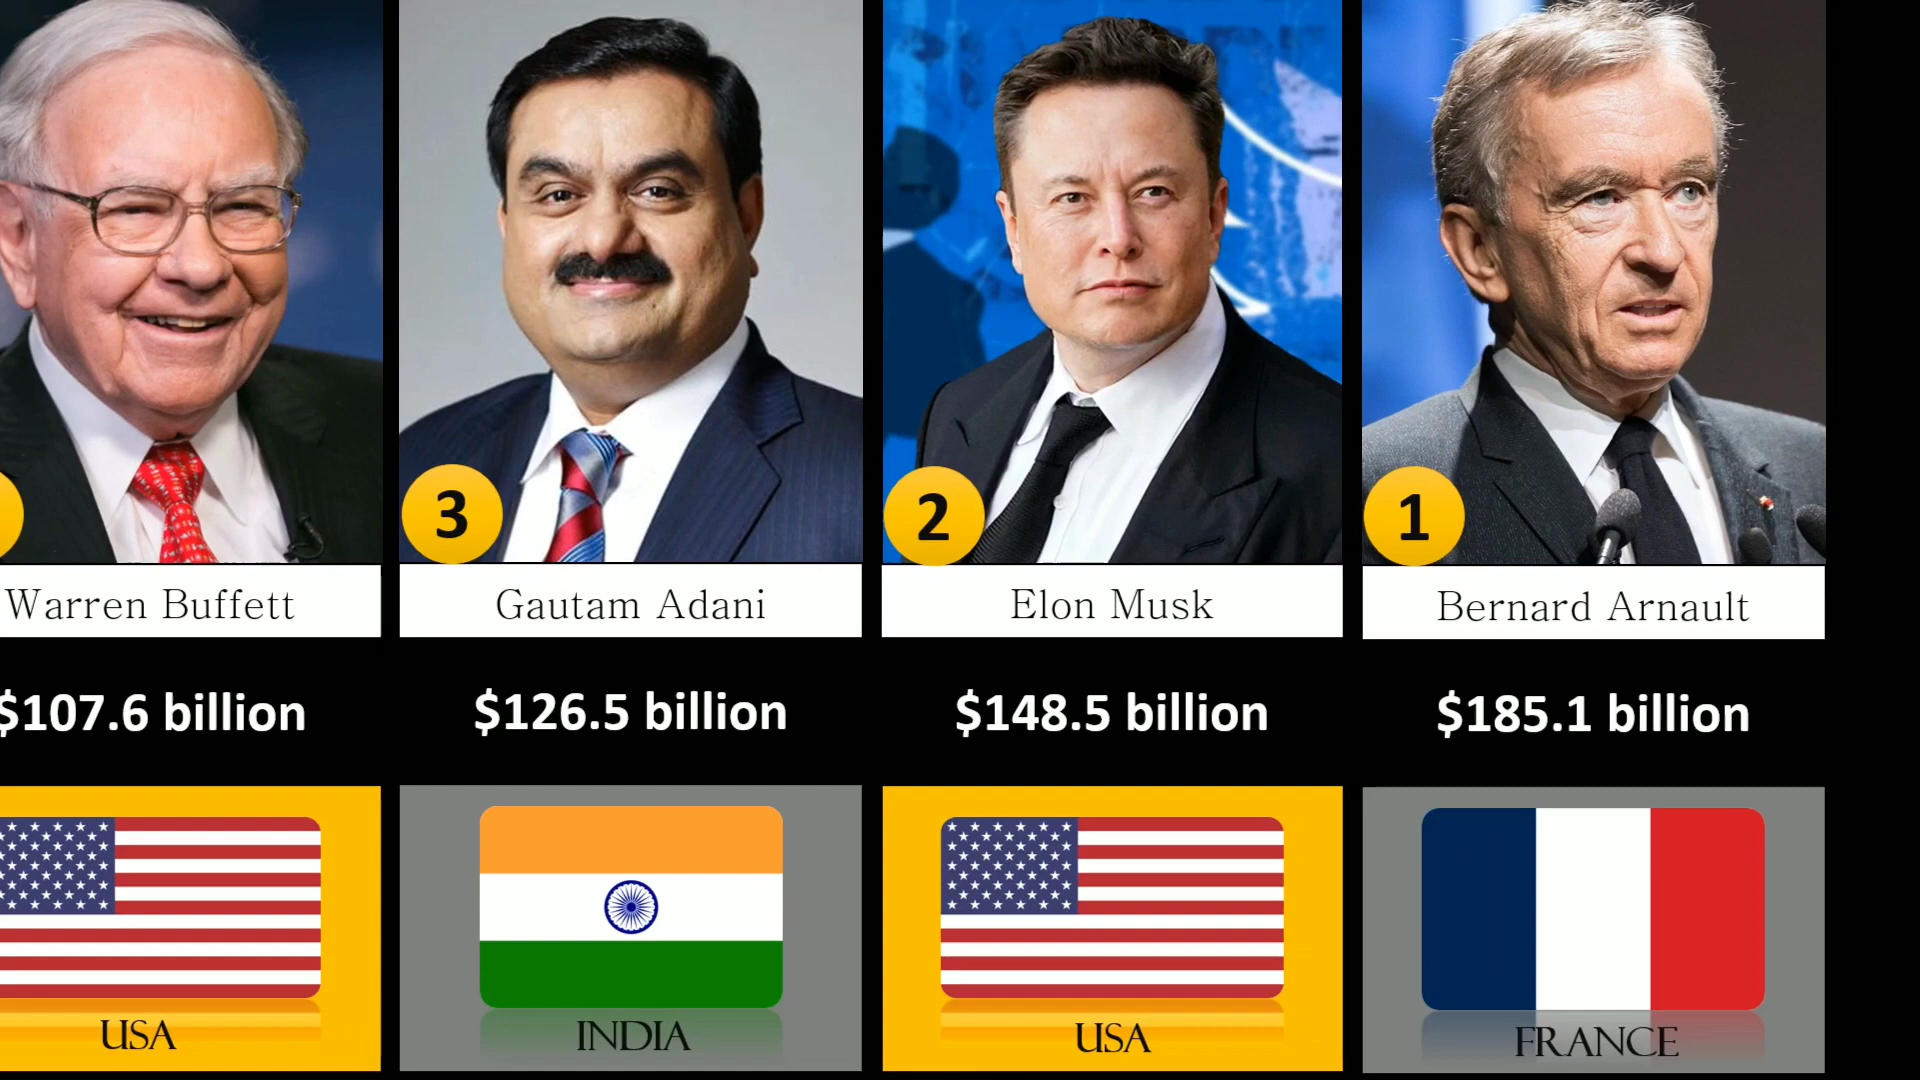 3
2
1
Warren Buffett
Gautam Adani
Elon Musk
Bernard Arnault
$107.6 billion
$126.5 billion
$148.5 billion
$185.1 billion
USA
INDIA
USA
FRANCE